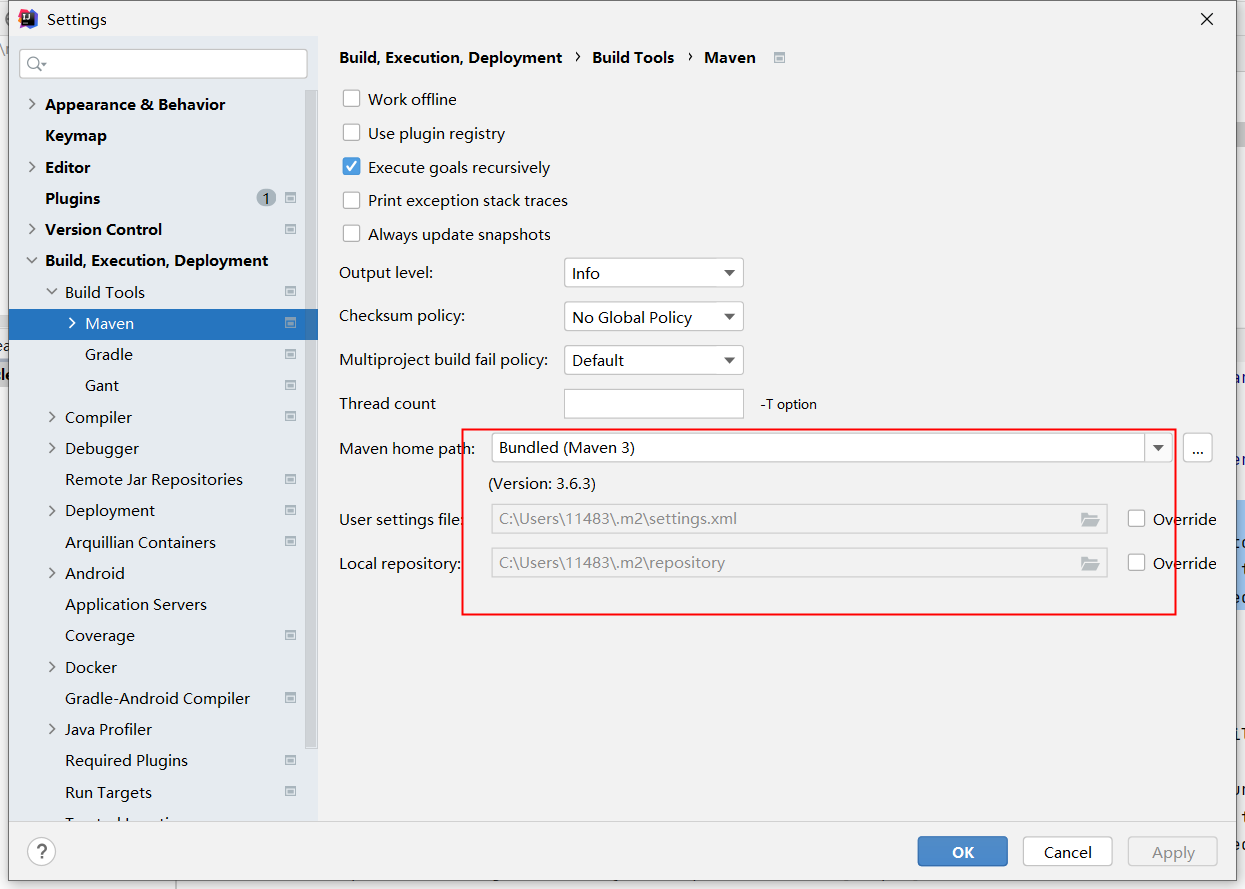 Settings
Build, Execution, Deployment › Build Tools › Maven
Appearance & Behavior
Keymap
Editor
Plugins 1
Version Control
Build, Execution, Deployment
Build Tools
Maven
Gradle
Gant
Compiler
Debugger
Remote Jar Repositories
Deployment
Arquillian Containers
Android
Application Servers
Coverage
Docker
Gradle-Android Compiler
Java Profiler
Required Plugins
Run Targets
Work offline
Use plugin registry
Execute goals recursively
Print exception stack traces
Always update snapshots
Output level: Info
Checksum policy: No Global Policy
Multiproject build fail policy: Default
Thread count -T option
Maven home path: Bundled (Maven 3) ...
(Version: 3.6.3)
User settings file: C:\Users\11483\.m2\settings.xml Override
Local repository: C:\Users\11483\.m2\repository Override
? OK Cancel Apply